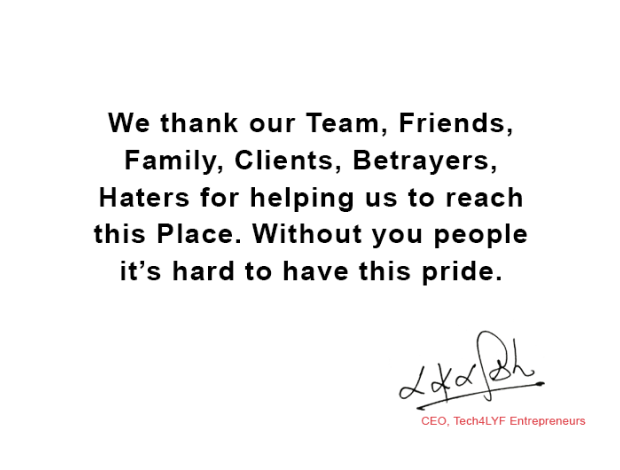 We thank our Team, Friends,
Family, Clients, Betrayers,
Haters for helping us to reach
this Place. Without you people
it’s hard to have this pride.
CEO, Tech4LYF Entrepreneurs